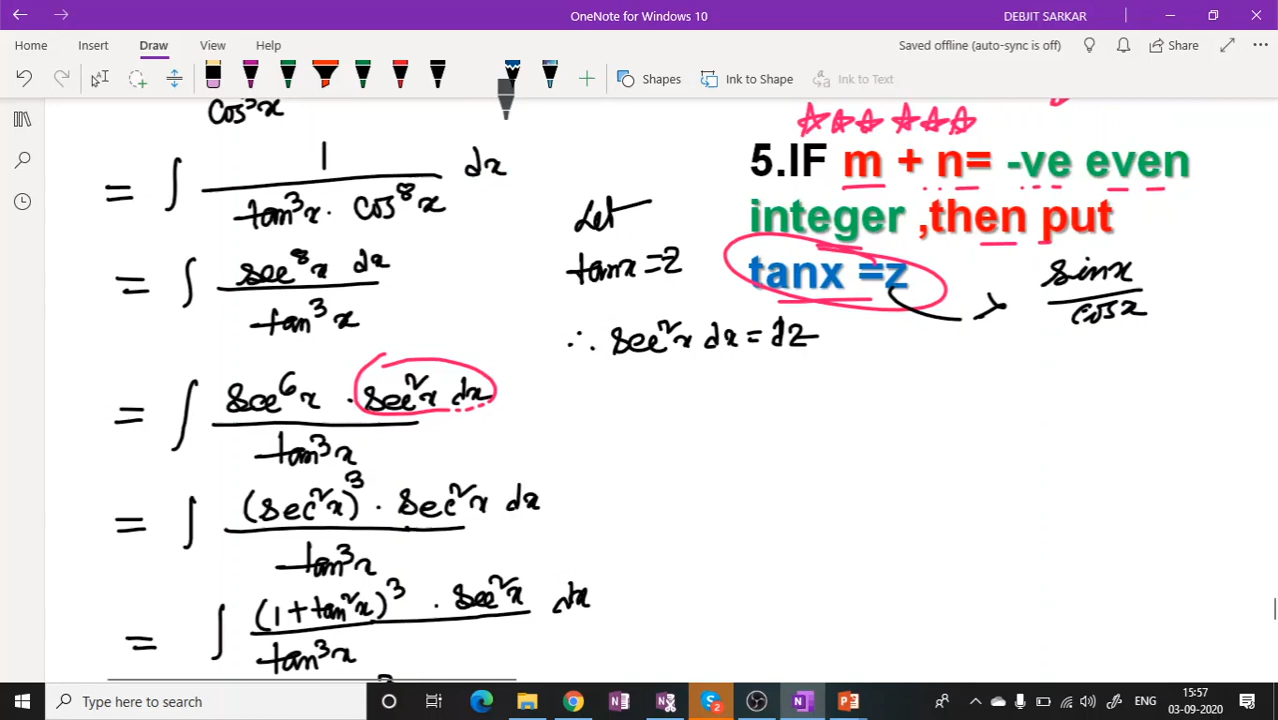 OneNote for Windows 10
DEBJIT SARKAR
Home Insert Draw View Help
Saved offline (auto-sync is off)
Share
Shapes
Ink to Shape
Ink to Text
cos³x
= ∫ 1 / (tan³x · cos⁸x) dx
= ∫ sec⁸x dx / tan³x
= ∫ sec⁶x · sec²x dx / tan³x
= ∫ (sec²x)³ · sec²x dx / tan³x
= ∫ (1+tan²x)³ · sec²x / tan³x dx
Let
tanx = z
∴ sec²x dx = dz
5.IF m + n= -ve even
integer ,then put
tanx =z
sinx / cosx
Type here to search
2
ENG
15:57
03-09-2020